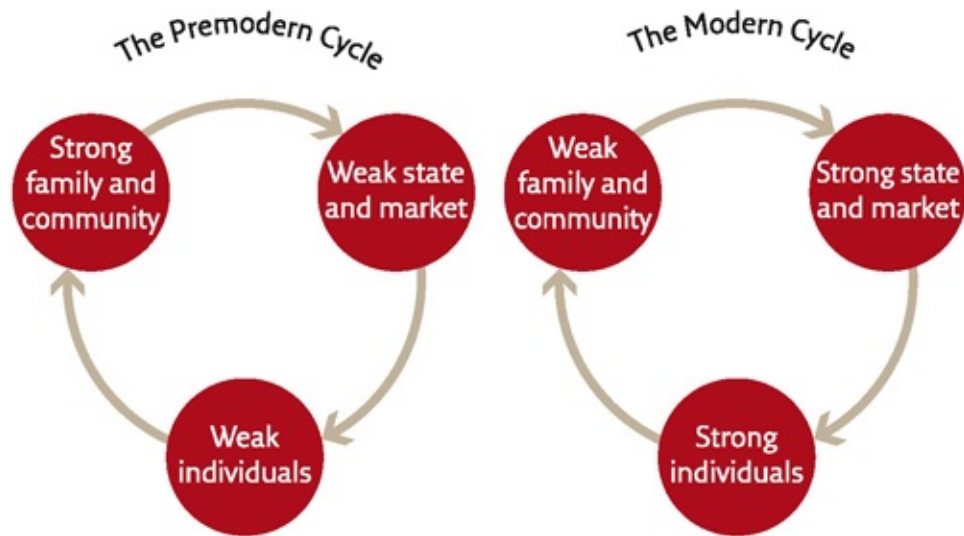 The Premodern Cycle
Strong
family and
community
Weak state
and market
Weak
individuals
The Modern Cycle
Weak
family and
community
Strong state
and market
Strong
individuals